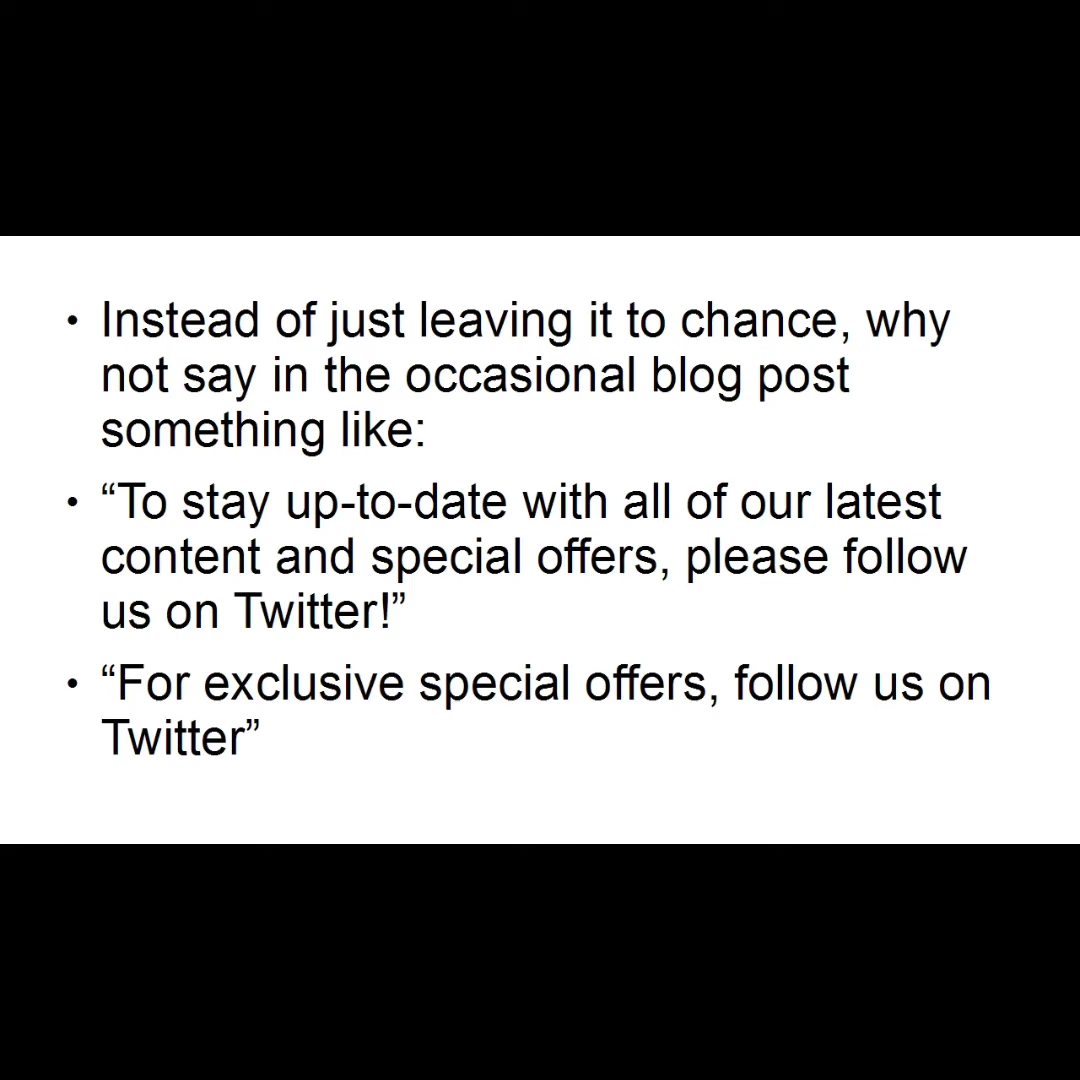 • Instead of just leaving it to chance, why
not say in the occasional blog post
something like:
• “To stay up-to-date with all of our latest
content and special offers, please follow
us on Twitter!”
• “For exclusive special offers, follow us on
Twitter”